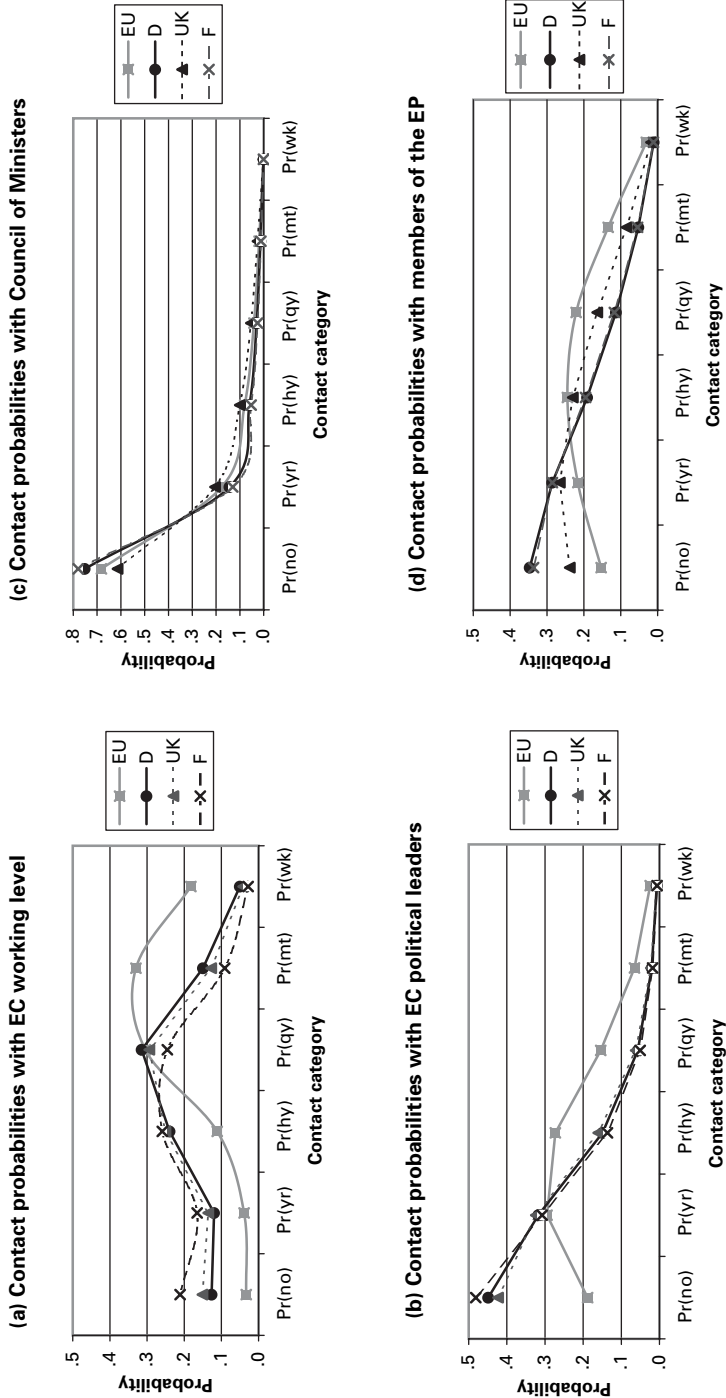 (a) Contact probabilities with EC working level
Probability
.5
.4
.3
.2
.1
.0
Pr(no) Pr(yr) Pr(hy) Pr(qy) Pr(mt) Pr(wk)
Contact category
EU
D
UK
F
(b) Contact probabilities with EC political leaders
Probability
.5
.4
.3
.2
.1
.0
Pr(no) Pr(yr) Pr(hy) Pr(qy) Pr(mt) Pr(wk)
Contact category
EU
D
UK
F
(c) Contact probabilities with Council of Ministers
Probability
.8
.7
.6
.5
.4
.3
.2
.1
.0
Pr(no) Pr(yr) Pr(hy) Pr(qy) Pr(mt) Pr(wk)
Contact category
EU
D
UK
F
(d) Contact probabilities with members of the EP
Probability
.5
.4
.3
.2
.1
.0
Pr(no) Pr(yr) Pr(hy) Pr(qy) Pr(mt) Pr(wk)
Contact category
EU
D
UK
F